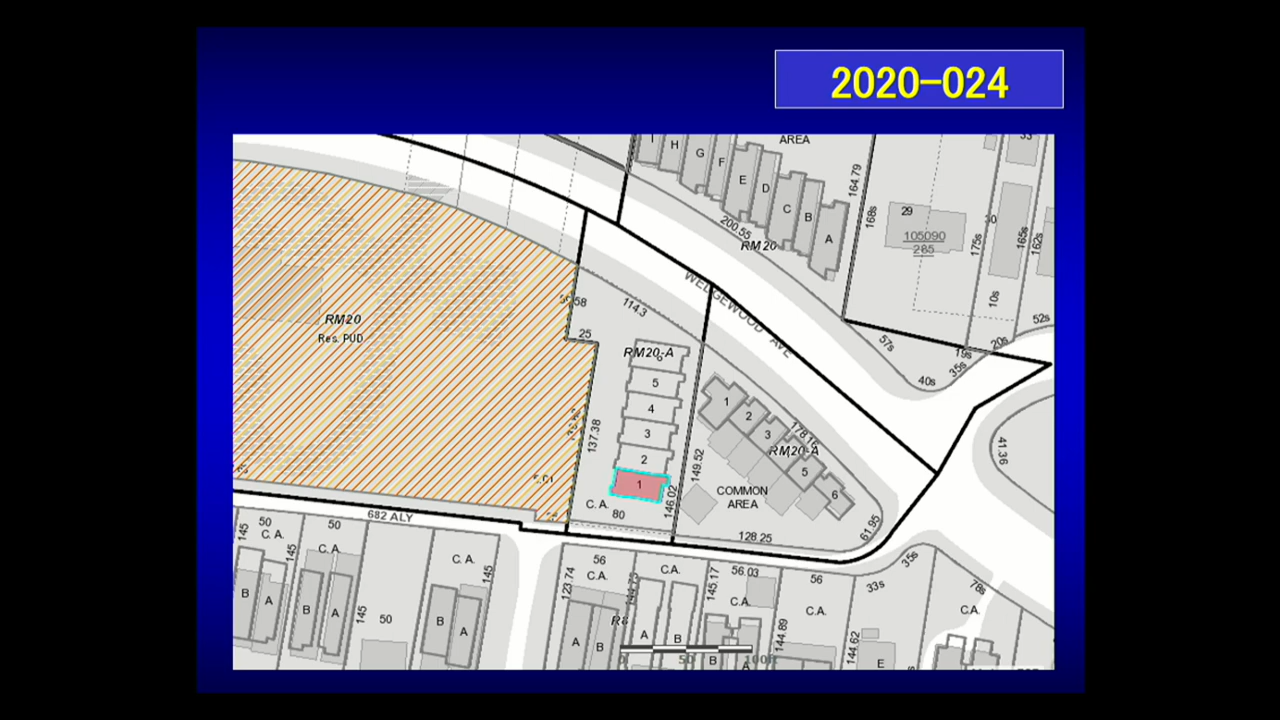 2020-024
I H G F E D C B A
AREA
164.79
168s
29
105090
285
175s
165s
162s
10s
52s
20s
19s
35s
40s
57s
200.55
RM20
WEDGEWOOD AVE
114.3
25
RM20
Res. PUD
RM20-A
6
5
4
3
2
1
137.38
C. A.
80
146.02
149.52
1
2
3
178.16
RM20-A
5
6
COMMON
AREA
128.25
61.95
41.36
682 ALY
50
C. A.
145
50
C. A.
145
145
50
C. A.
145
B A
B A
B A
56
C.A.
123.74
A B
C.A.
A B
145.17
56.03
C.A.
B A
144.89
56
C.A.
144.62
33s
35s
78s
E
C.A.
50
100ft